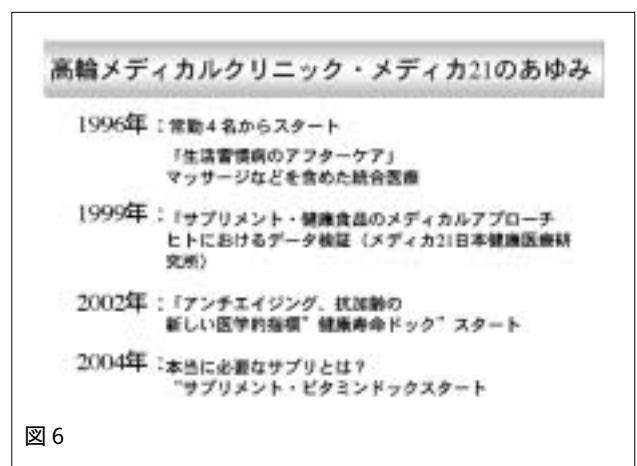 高輪メディカルクリニック・メディカ21のあゆみ
1996年：常勤4名からスタート
「生活習慣病のアフターケア」
マッサージなどを含めた統合医療
1999年：「サプリメント・健康食品のメディカルアプローチ
ヒトにおけるデータ検証（メディカ21日本健康医療研
究所）
2002年：「アンチエイジング、抗加齢の
新しい医学的指標”健康寿命ドック”スタート
2004年：本当に必要なサプリとは？
“サプリメント・ビタミンドックスタート
図6